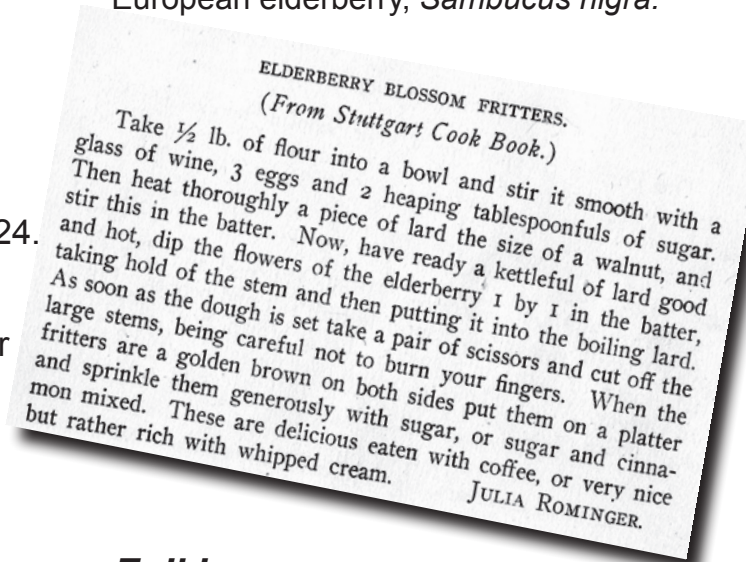 European elderberry, Sambucus nigra.
ELDERBERRY BLOSSOM FRITTERS.
(From Stuttgart Cook Book.)
Take ½ lb. of flour into a bowl and stir it smooth with a
glass of wine, 3 eggs and 2 heaping tablespoonfuls of sugar.
Then heat thoroughly a piece of lard the size of a walnut, and
stir this in the batter. Now, have ready a kettleful of lard good
and hot, dip the flowers of the elderberry 1 by 1 in the batter,
taking hold of the stem and then putting it into the boiling lard.
As soon as the dough is set take a pair of scissors and cut off the
large stems, being careful not to burn your fingers. When the
fritters are a golden brown on both sides put them on a platter
and sprinkle them generously with sugar, or sugar and cinna-
mon mixed. These are delicious eaten with coffee, or very nice
but rather rich with whipped cream.
JULIA ROMINGER.
24.
r